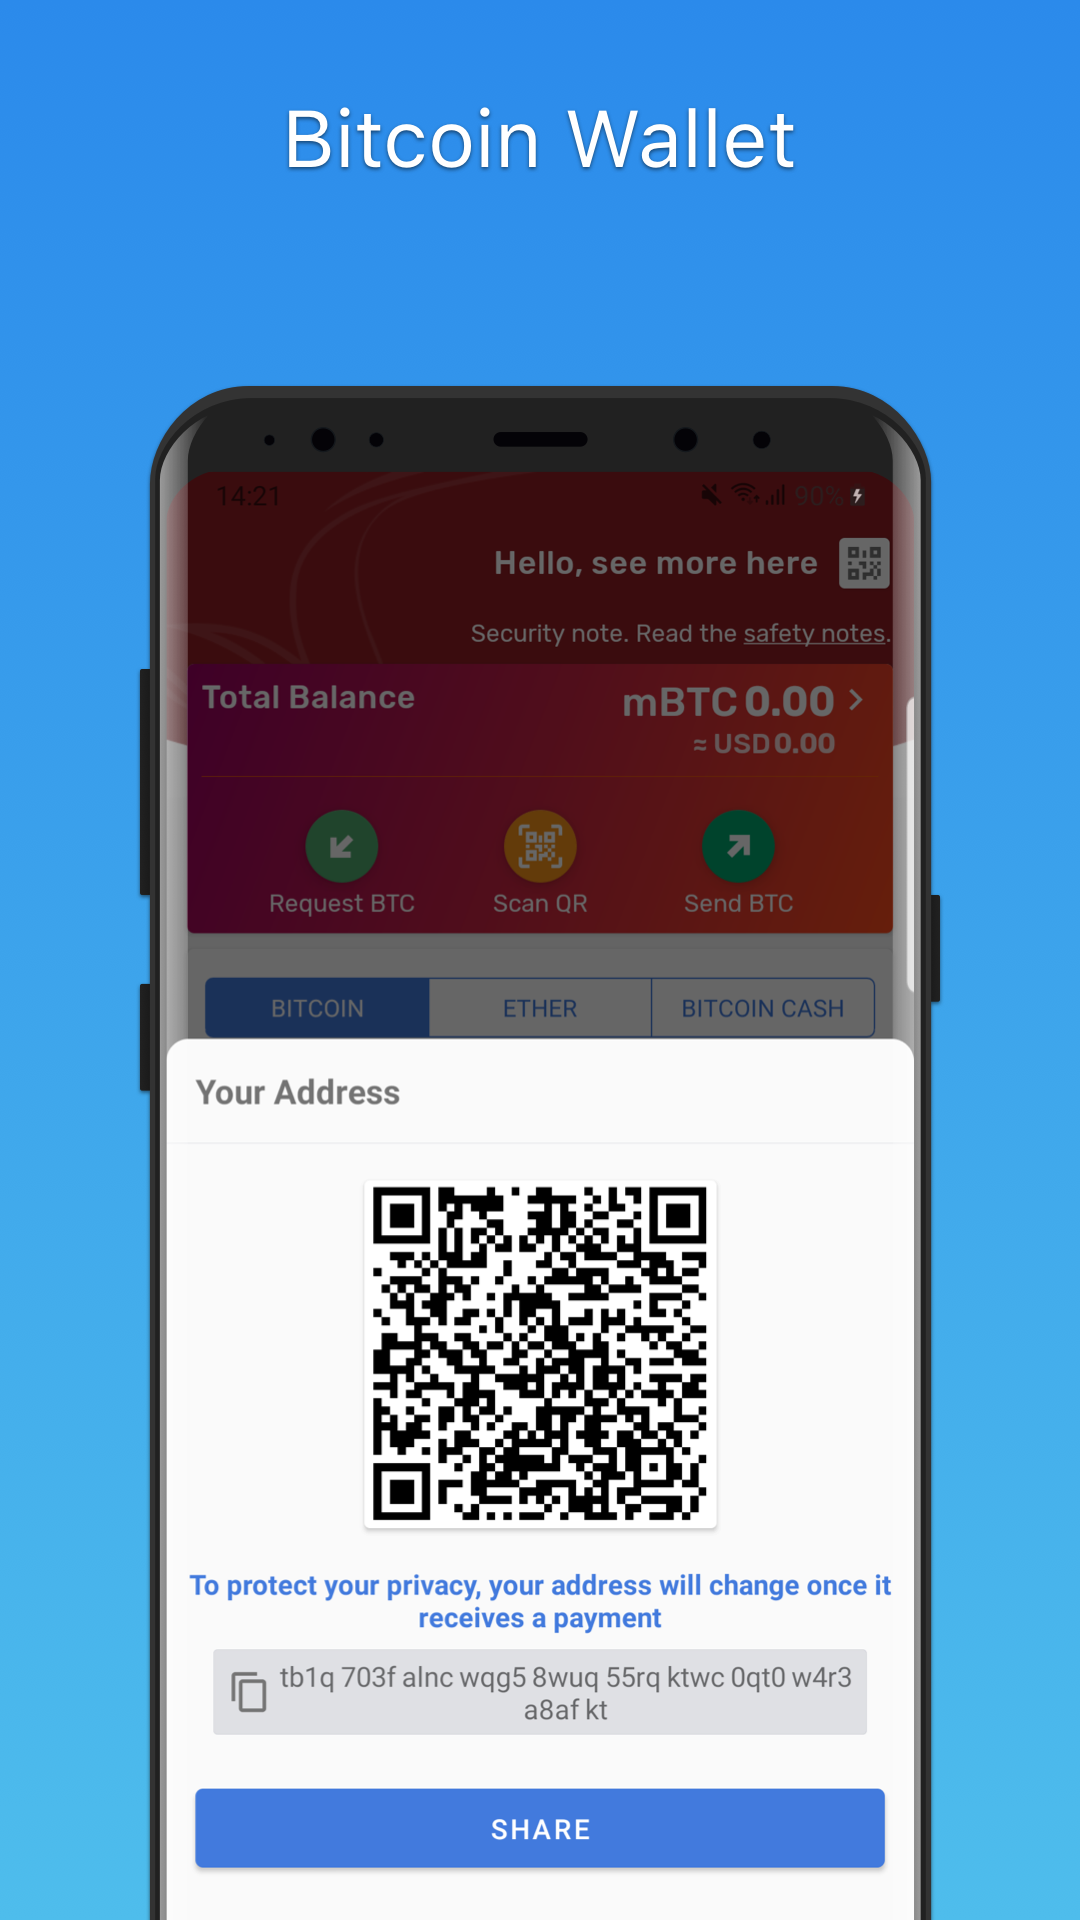 Bitcoin Wallet
14:21 90%
Hello, see more here
Security note. Read the safety notes.
Total Balance mBTC 0.00
≈ USD 0.00
Request BTC Scan QR Send BTC
BITCOIN ETHER BITCOIN CASH
Your Address
To protect your privacy, your address will change once it
receives a payment
tb1q 703f alnc wqg5 8wuq 55rq ktwc 0qt0 w4r3
a8af kt
SHARE